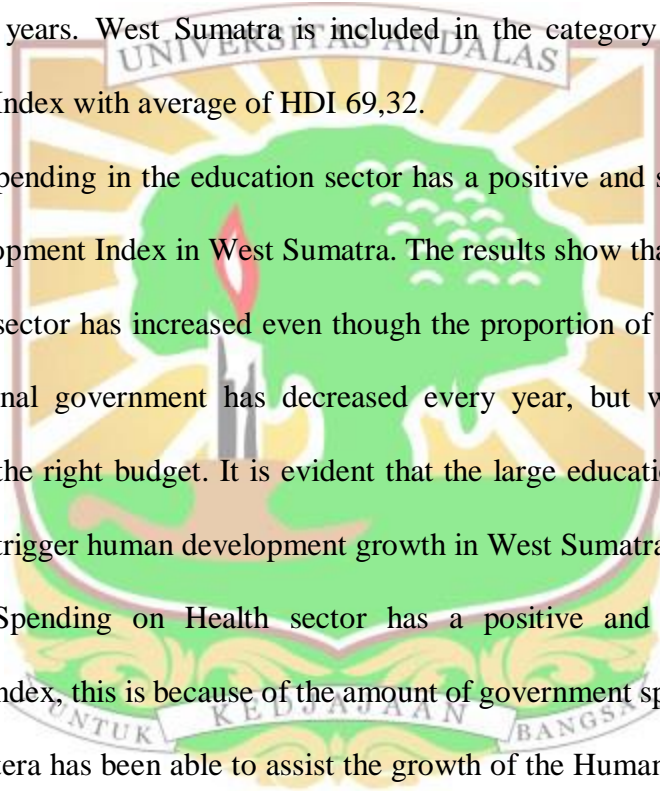 years. West Sumatra is included in the category
UNIVERSITAS ANDALAS
Index with average of HDI 69,32.
pending in the education sector has a positive and s
opment Index in West Sumatra. The results show tha
sector has increased even though the proportion of
nal government has decreased every year, but w
the right budget. It is evident that the large educati
trigger human development growth in West Sumatra
Spending on Health sector has a positive and
ndex, this is because of the amount of government sp
UNTUK KEDJAJAAN BANGSA
tera has been able to assist the growth of the Human